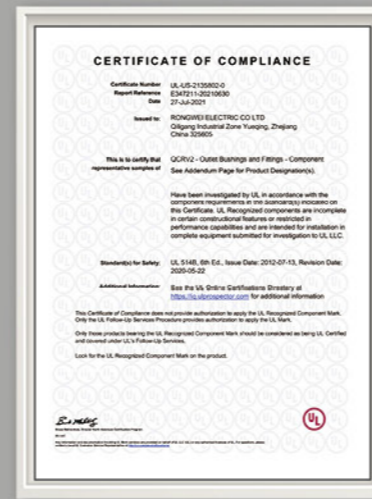 CERTIFICATE OF COMPLIANCE
Certificate Number UL-US-2135802-0
Report Reference E347211-20210630
Date 27-Jul-2021
Issued to: RONGWEI ELECTRIC CO LTD
Qiligang Industrial Zone Yueqing, Zhejiang
China 325605
This is to certify that QCRV2 - Outlet Bushings and Fittings - Component
representative samples of See Addendum Page for Product Designation(s).
Have been investigated by UL in accordance with the
component requirements in the Standard(s) indicated on
this Certificate. UL Recognized components are incomplete
in certain constructional features or restricted in
performance capabilities and are intended for installation in
complete equipment submitted for investigation to UL LLC.
Standard(s) for Safety: UL 514B, 6th Ed., Issue Date: 2012-07-13, Revision Date:
2020-05-22
Additional Information: See the UL Online Certifications Directory at
https://iq.ulprospector.com for additional information
This Certificate of Compliance does not provide authorization to apply the UL Recognized Component Mark.
Only the UL Follow-Up Services Procedure provides authorization to apply the UL Mark.
Only those products bearing the UL Recognized Component Mark should be considered as being UL Certified
and covered under UL's Follow-Up Services.
Look for the UL Recognized Component Mark on the product.
UL